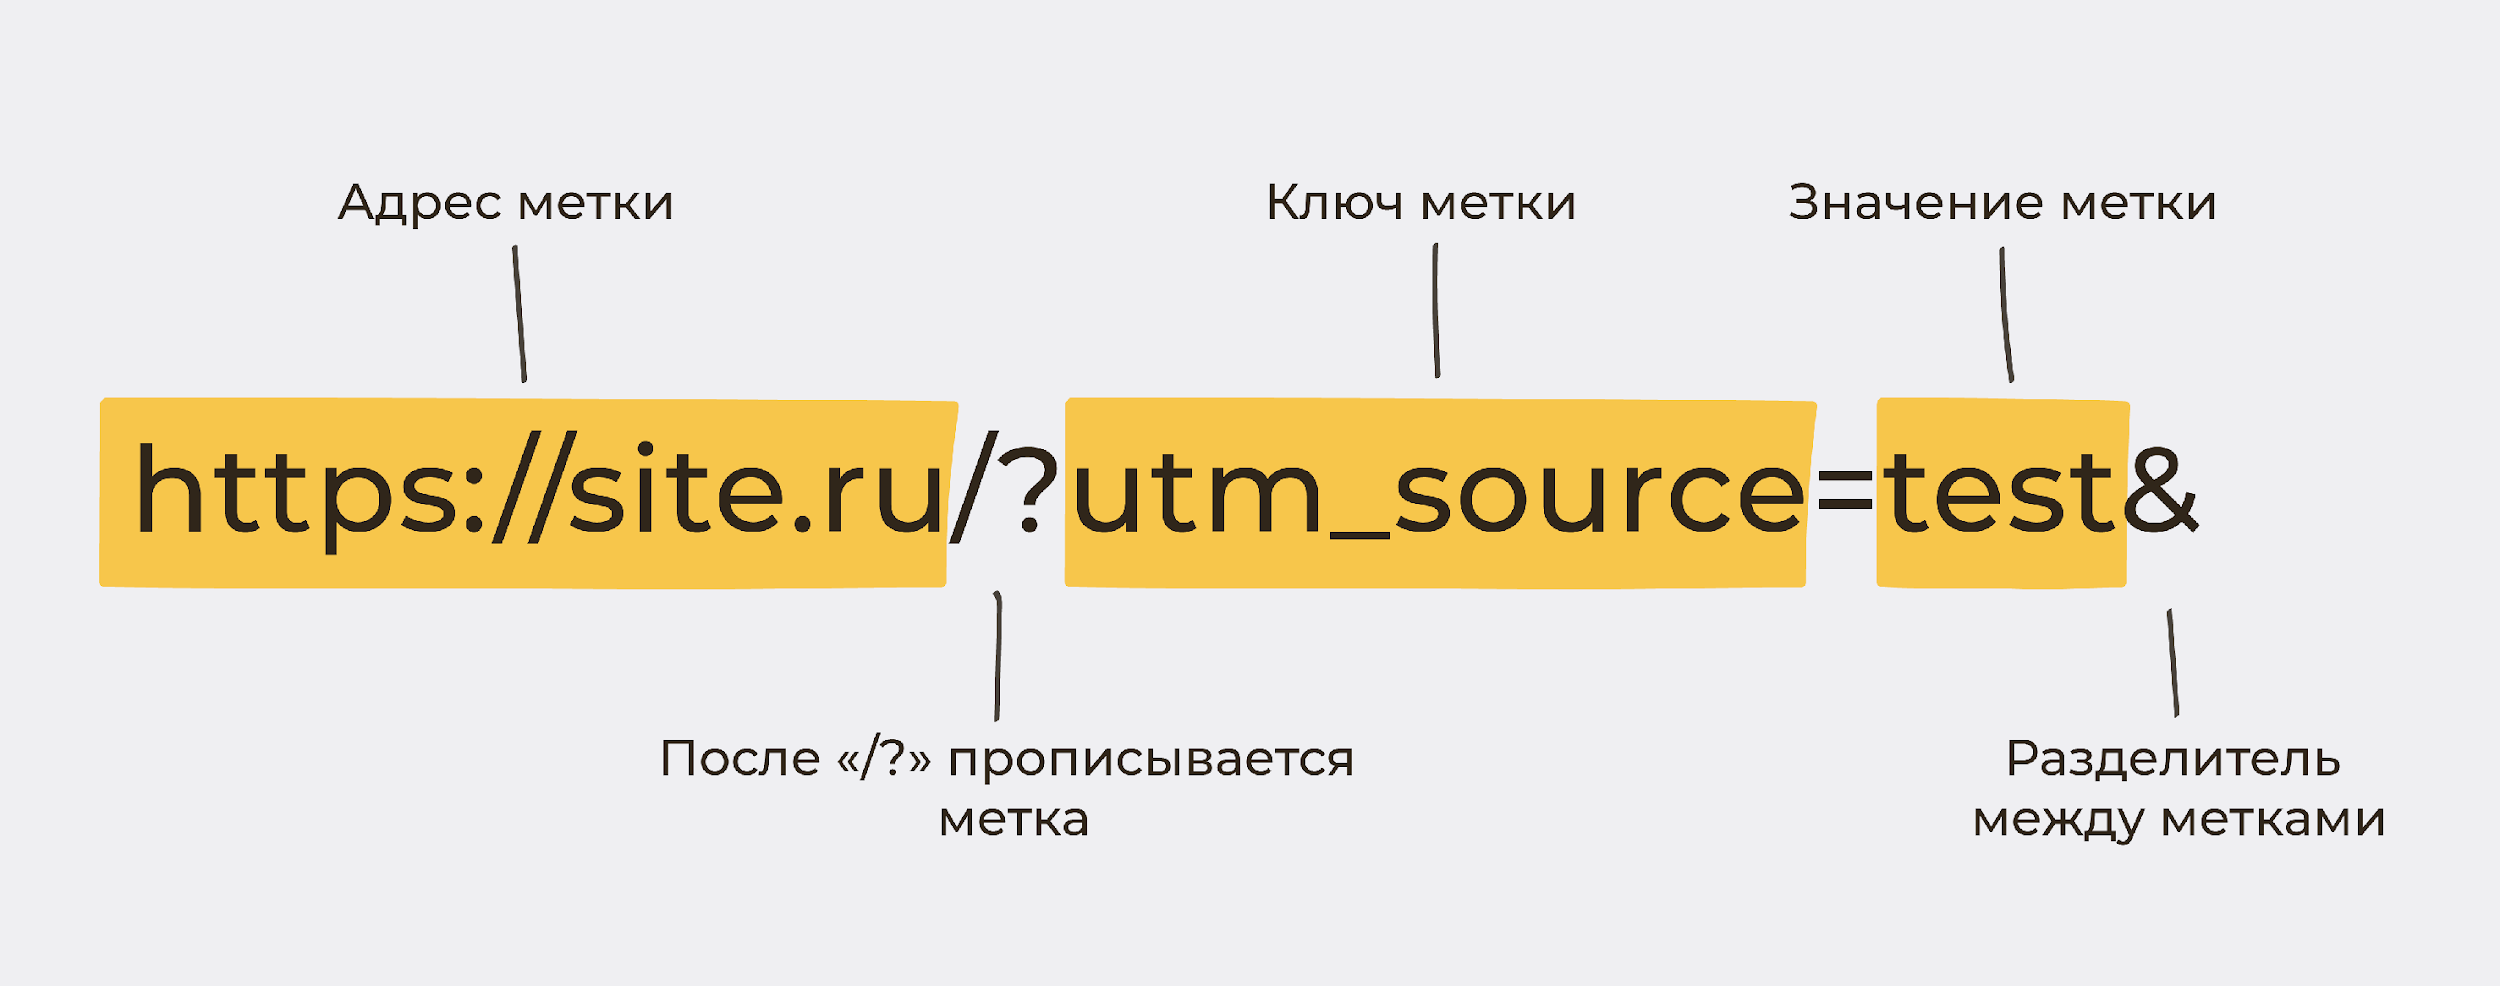 Адрес метки
Ключ метки
Значение метки
https://site.ru/?utm_source=test&
После «/?» прописывается
метка
Разделитель
между метками